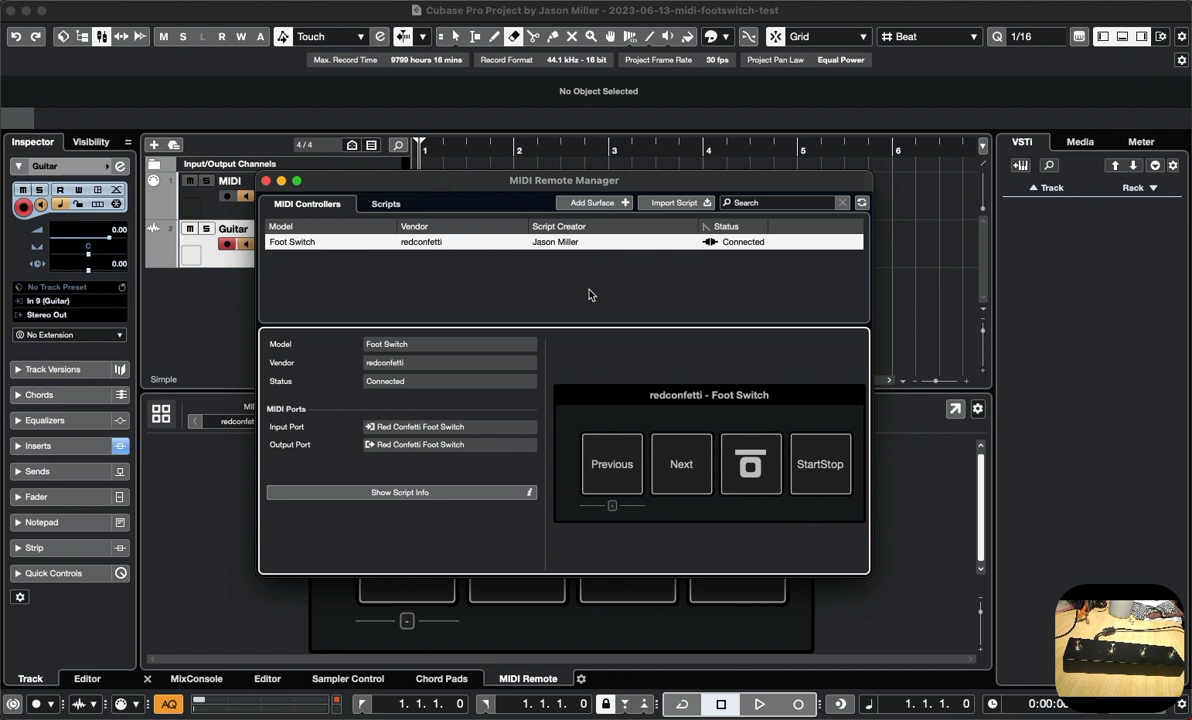 Cubase Pro Project by Jason Miller - 2023-06-13-midi-footswitch-test
M S L R W A Touch Grid Beat Q 1/16
Max. Record Time 9799 hours 16 mins Record Format 44.1 kHz - 16 bit Project Frame Rate 30 fps Project Pan Law Equal Power
No Object Selected
Inspector Visibility
4/4 1 2 3 4 5 6
VSTi Media Meter
Guitar
Input/Output Channels
1 m S MIDI
2 m S Guitar
Track Rack
m S R W
0.00
C
0.00
No Track Preset
In 9 (Guitar)
Stereo Out
No Extension
Track Versions
Chords
Equalizers
Inserts
Sends
Fader
Notepad
Strip
Quick Controls
Simple
MI
redconfet
MIDI Remote Manager
MIDI Controllers Scripts Add Surface + Import Script Search
Model Vendor Script Creator Status
Foot Switch redconfetti Jason Miller Connected
Model Foot Switch
Vendor redconfetti
Status Connected
MIDI Ports
Input Port Red Confetti Foot Switch
Output Port Red Confetti Foot Switch
Show Script Info i
redconfetti - Foot Switch
Previous Next StartStop
Track Editor MixConsole Editor Sampler Control Chord Pads MIDI Remote
AQ 1. 1. 1. 0 1. 1. 1. 0 1. 1. 1. 0 0:00:0